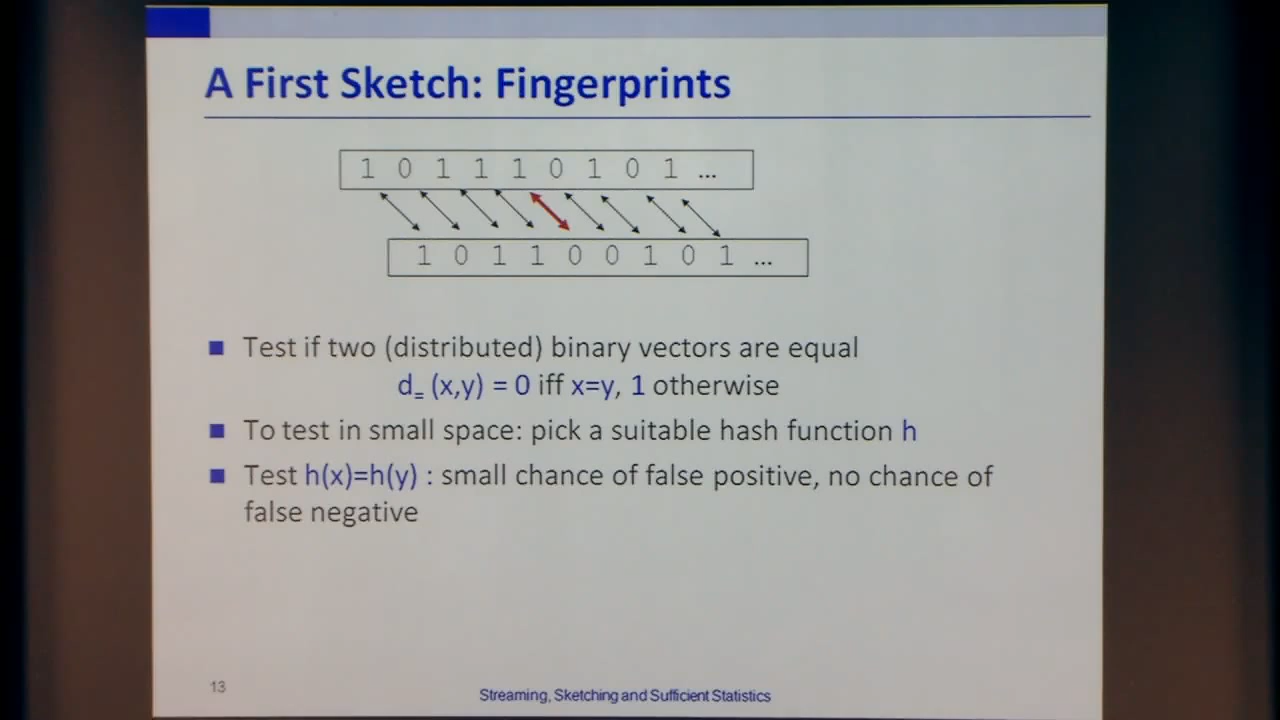 A First Sketch: Fingerprints
1 0 1 1 1 0 1 0 1 ...
1 0 1 1 0 0 1 0 1 ...
Test if two (distributed) binary vectors are equal
d₌ (x,y) = 0 iff x=y, 1 otherwise
To test in small space: pick a suitable hash function h
Test h(x)=h(y) : small chance of false positive, no chance of
false negative
13
Streaming, Sketching and Sufficient Statistics